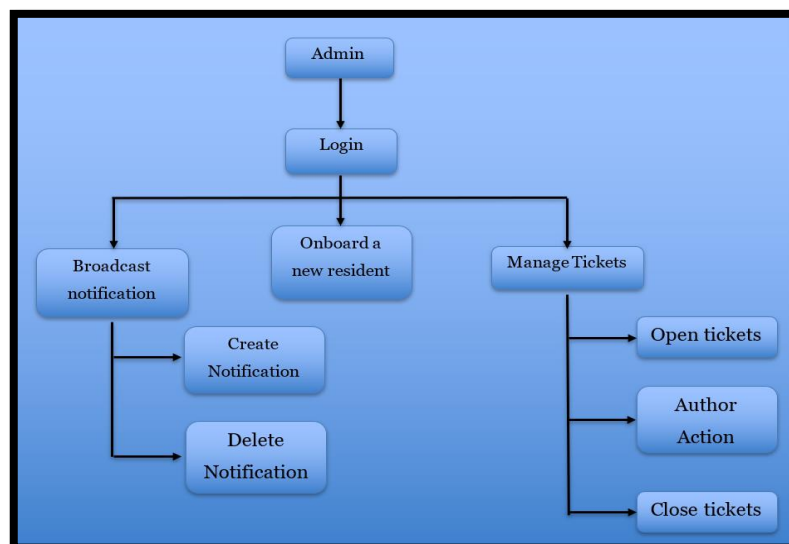 Admin
Login
Broadcast
notification
Onboard a
new resident
Manage Tickets
Create
Notification
Delete
Notification
Open tickets
Author
Action
Close tickets